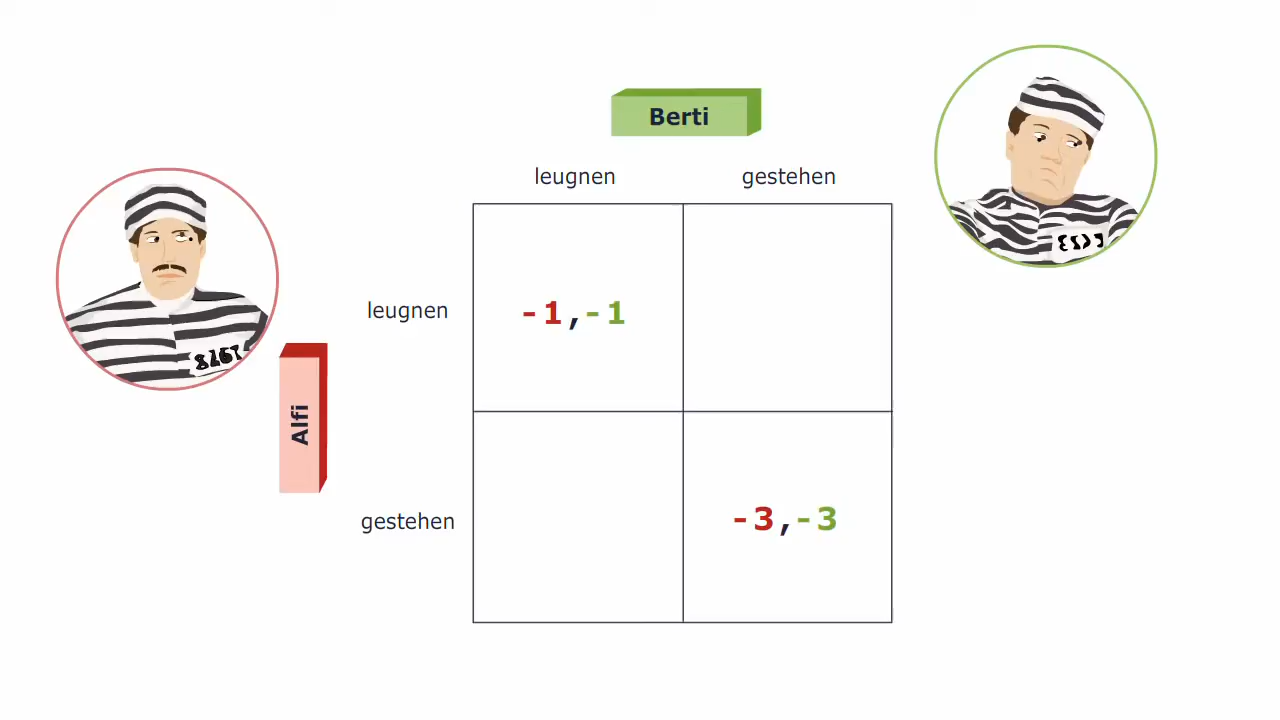 Berti
leugnen gestehen
leugnen -1,-1
Alfi
gestehen -3,-3